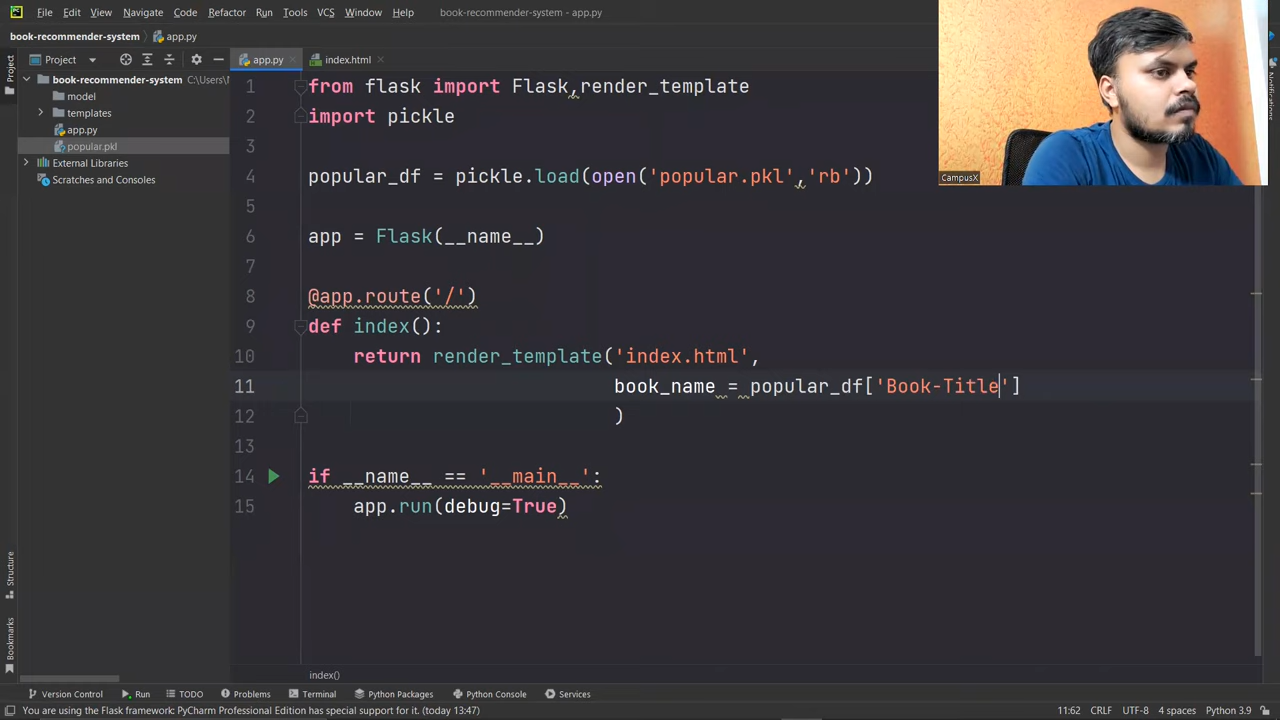 File Edit View Navigate Code Refactor Run Tools VCS Window Help book-recommender-system - app.py
book-recommender-system app.py
Project app.py index.html
book-recommender-system C:\Users\
model
templates
app.py
popular.pkl
External Libraries
Scratches and Consoles
Project
Structure
Bookmarks
Notifications
1 from flask import Flask,render_template
2 import pickle
3
4 popular_df = pickle.load(open('popular.pkl','rb'))
5
6 app = Flask(__name__)
7
8 @app.route('/')
9 def index():
10 return render_template('index.html',
11 book_name = popular_df['Book-Title']
12 )
13
14 if __name__ == '__main__':
15 app.run(debug=True)
CampusX
index()
Version Control Run TODO Problems Terminal Python Packages Python Console Services
You are using the Flask framework: PyCharm Professional Edition has special support for it. (today 13:47) 11:62 CRLF UTF-8 4 spaces Python 3.9